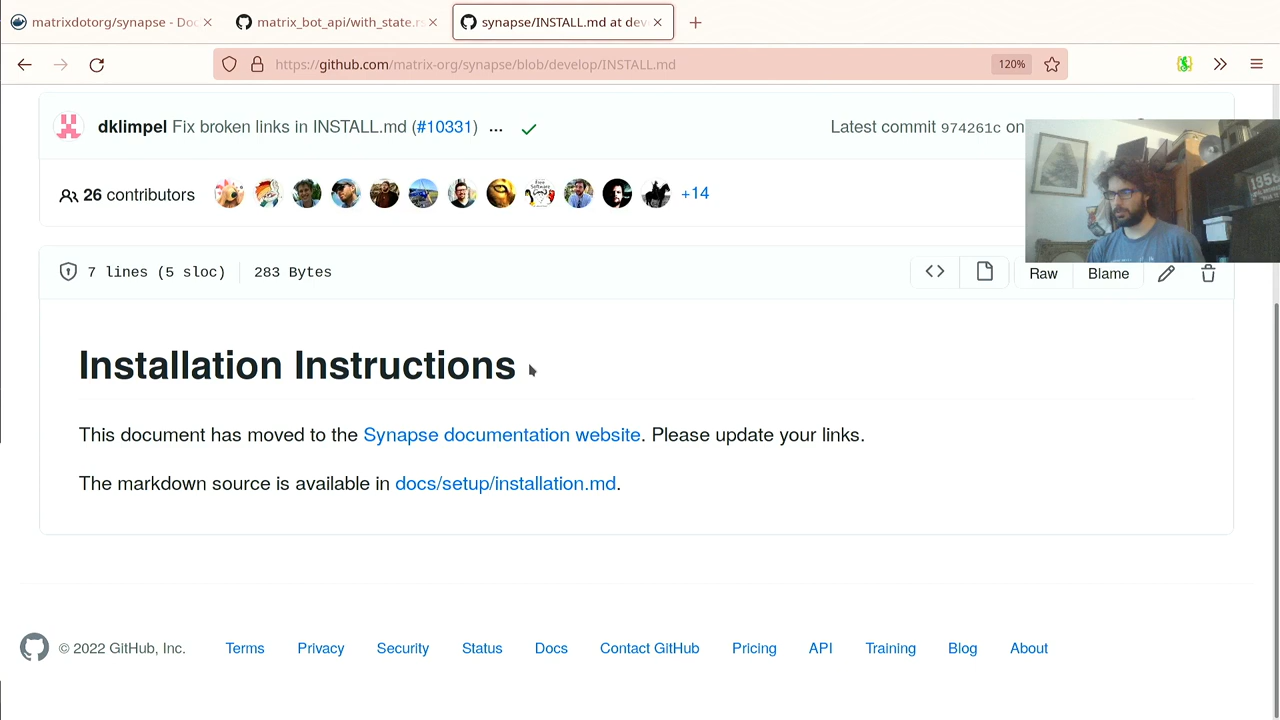 matrixdotorg/synapse - Doc
matrix_bot_api/with_state.rs
synapse/INSTALL.md at deve
https://github.com/matrix-org/synapse/blob/develop/INSTALL.md
120%
dklimpel Fix broken links in INSTALL.md (#10331) ...
Latest commit 974261c on
26 contributors
+14
7 lines (5 sloc)
283 Bytes
Raw
Blame
Installation Instructions
This document has moved to the Synapse documentation website. Please update your links.
The markdown source is available in docs/setup/installation.md.
© 2022 GitHub, Inc.
Terms
Privacy
Security
Status
Docs
Contact GitHub
Pricing
API
Training
Blog
About